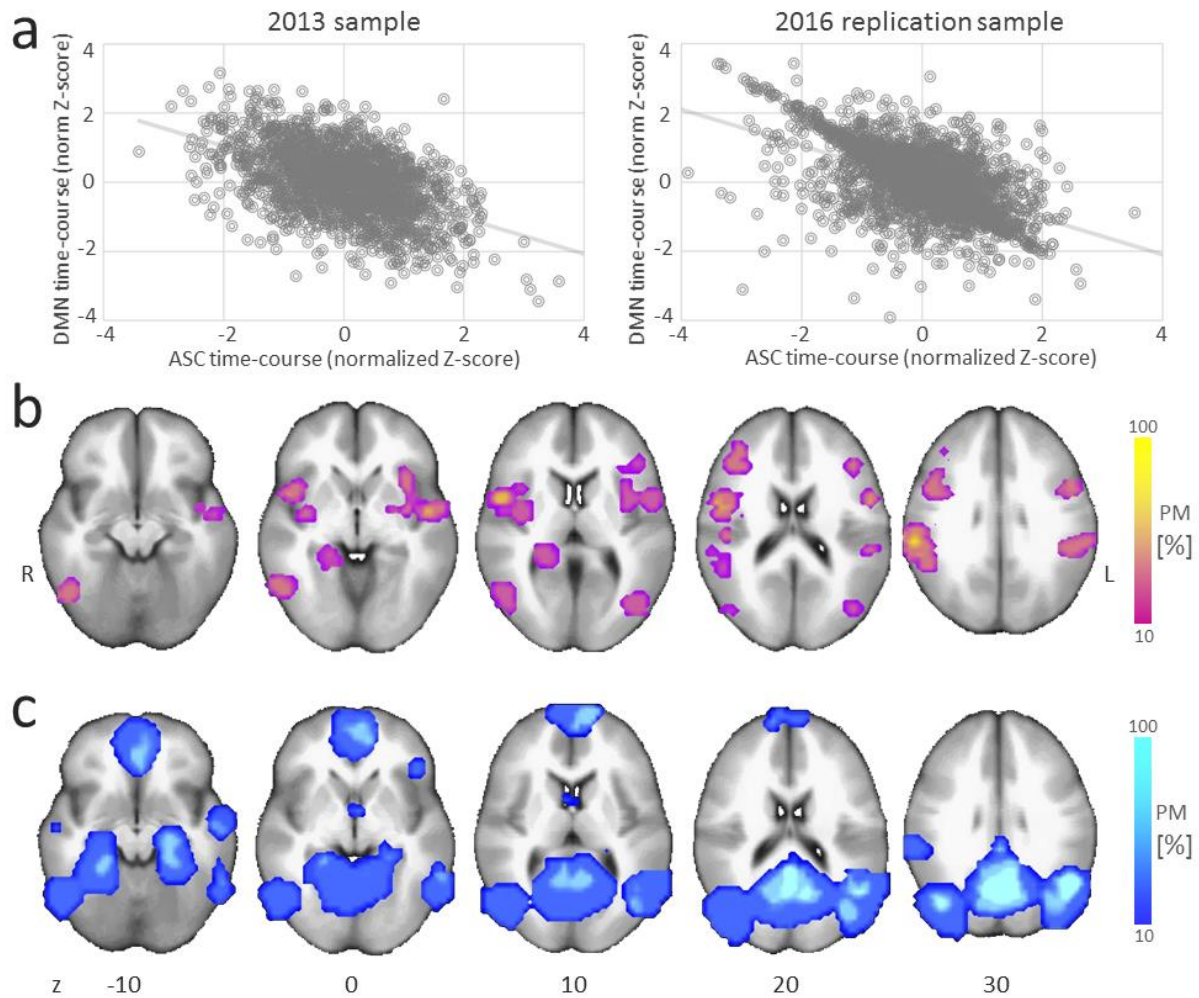 a
2013 sample
2016 replication sample
DMN time-course (norm Z-score)
4
2
0
-2
-4
-4
-2
0
2
4
ASC time-course (normalized Z-score)
DMN time-course (norm Z-score)
4
2
0
-2
-4
-4
-2
0
2
4
ASC time-course (normalized Z-score)
b
R
L
100
PM
[%]
10
c
100
PM
[%]
10
z -10 0 10 20 30